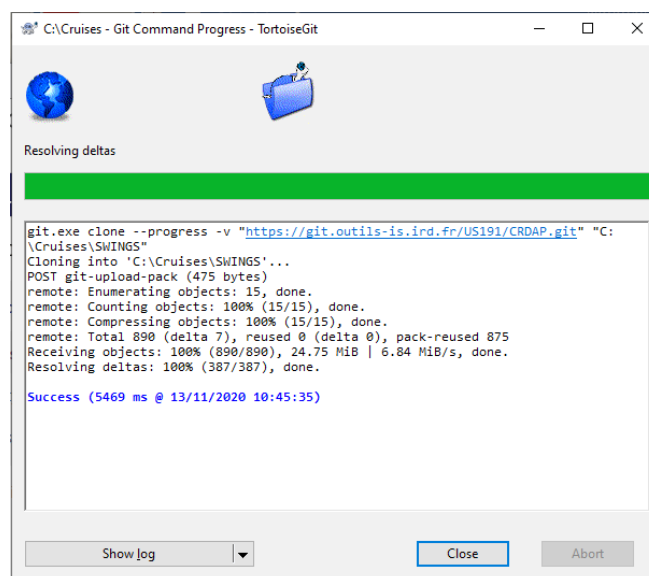 C:\Cruises - Git Command Progress - TortoiseGit
Resolving deltas
git.exe clone --progress -v "https://git.outils-is.ird.fr/US191/CRDAP.git" "C:
\Cruises\SWINGS"
Cloning into 'C:\Cruises\SWINGS'...
POST git-upload-pack (475 bytes)
remote: Enumerating objects: 15, done.
remote: Counting objects: 100% (15/15), done.
remote: Compressing objects: 100% (15/15), done.
remote: Total 890 (delta 7), reused 0 (delta 0), pack-reused 875
Receiving objects: 100% (890/890), 24.75 MiB | 6.84 MiB/s, done.
Resolving deltas: 100% (387/387), done.
Success (5469 ms @ 13/11/2020 10:45:35)
Show log
Close
Abort